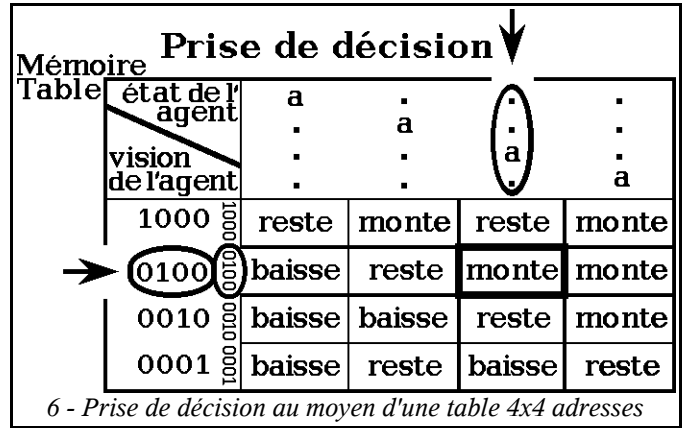 Prise de décision
Mémoire
Table
état de l'
agent
vision
de l'agent
a . . .
. a . .
. . a .
. . . a
1000 1000 reste monte reste monte
0100 0100 baisse reste monte monte
0010 0010 baisse baisse reste monte
0001 0001 baisse reste baisse reste
6 - Prise de décision au moyen d'une table 4x4 adresses